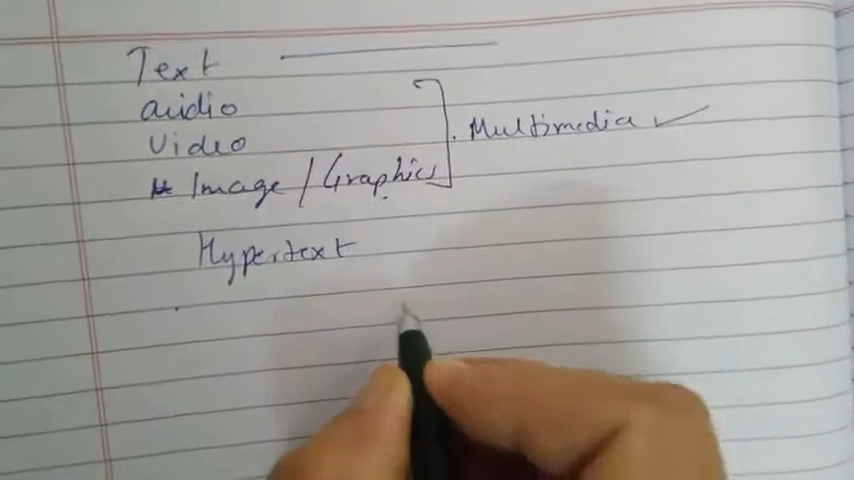 Text
audio
video
Image / Graphics
Multimedia ✓
Hypertext